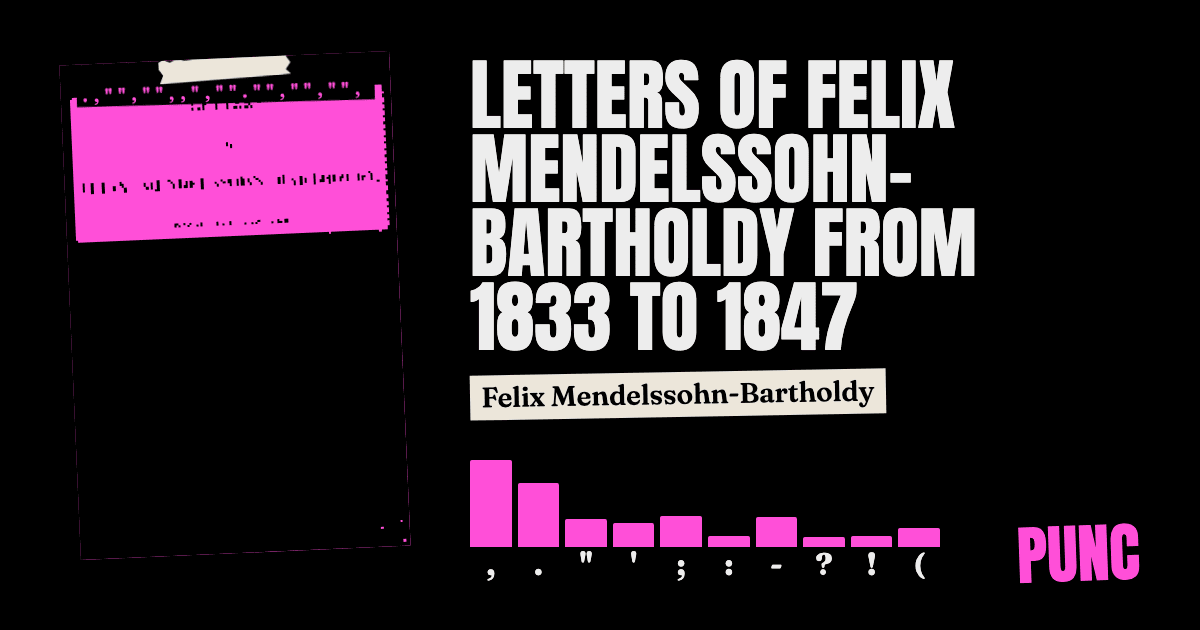 LETTERS OF FELIX
MENDELSSOHN-
BARTHOLDY FROM
1833 TO 1847
Felix Mendelssohn-Bartholdy
, . " ' ; : - ? ! (
PUNC